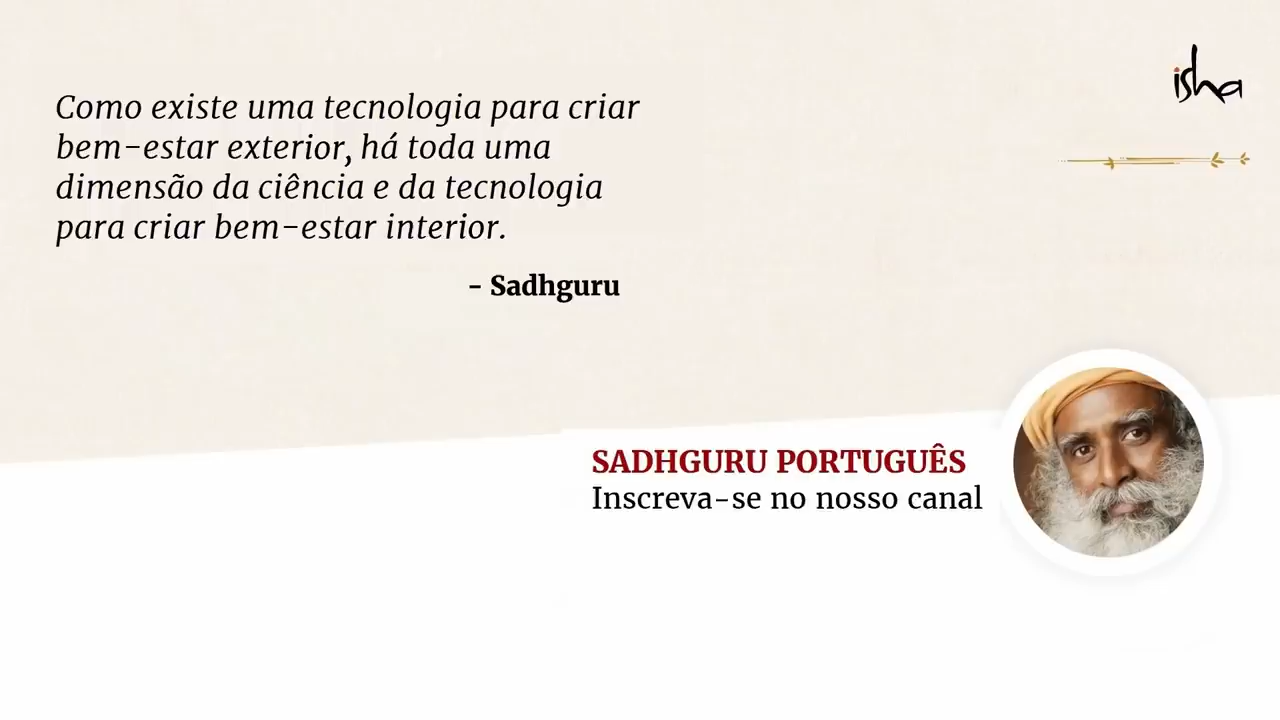 isha
Como existe uma tecnologia para criar
bem-estar exterior, há toda uma
dimensão da ciência e da tecnologia
para criar bem-estar interior.
- Sadhguru
SADHGURU PORTUGUÊS
Inscreva-se no nosso canal